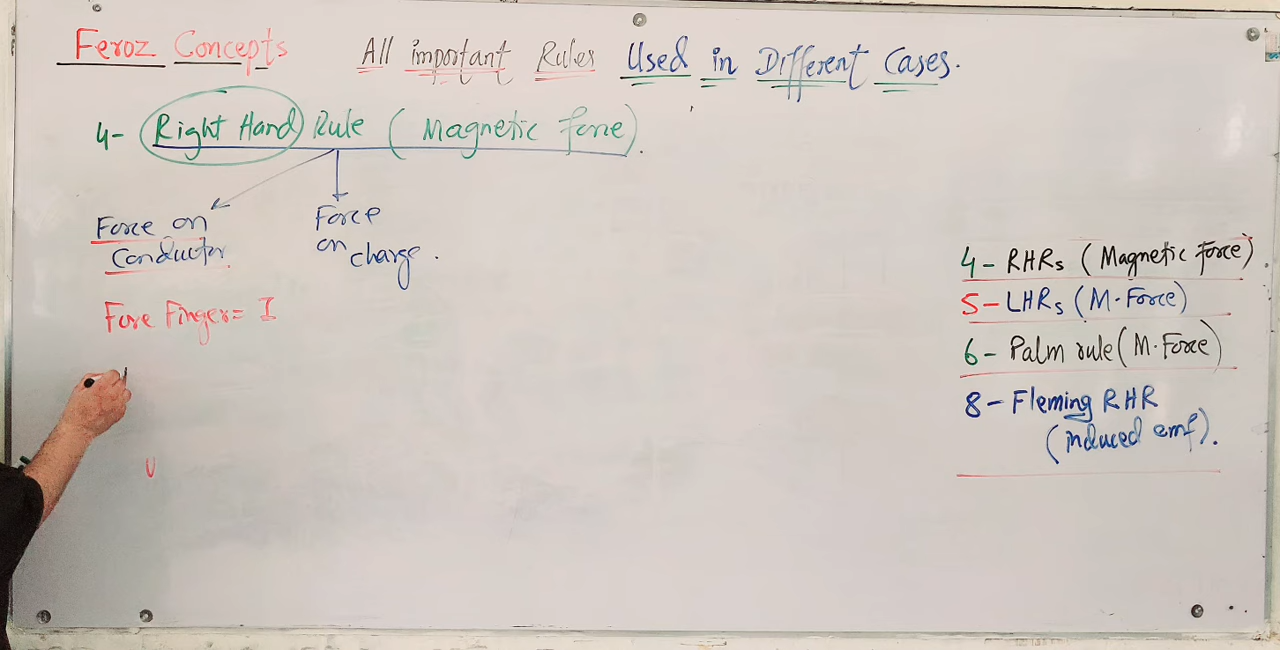 Feroz Concepts All important Rules Used in Different Cases.
4- Right Hand Rule (Magnetic force).
Force on Conductor
Force on charge.
Fore Finger = I
4- RHRs (Magnetic Force).
5- LHRs (M. Force)
6- Palm rule (M. Force)
8- Fleming RHR
(induced emf).